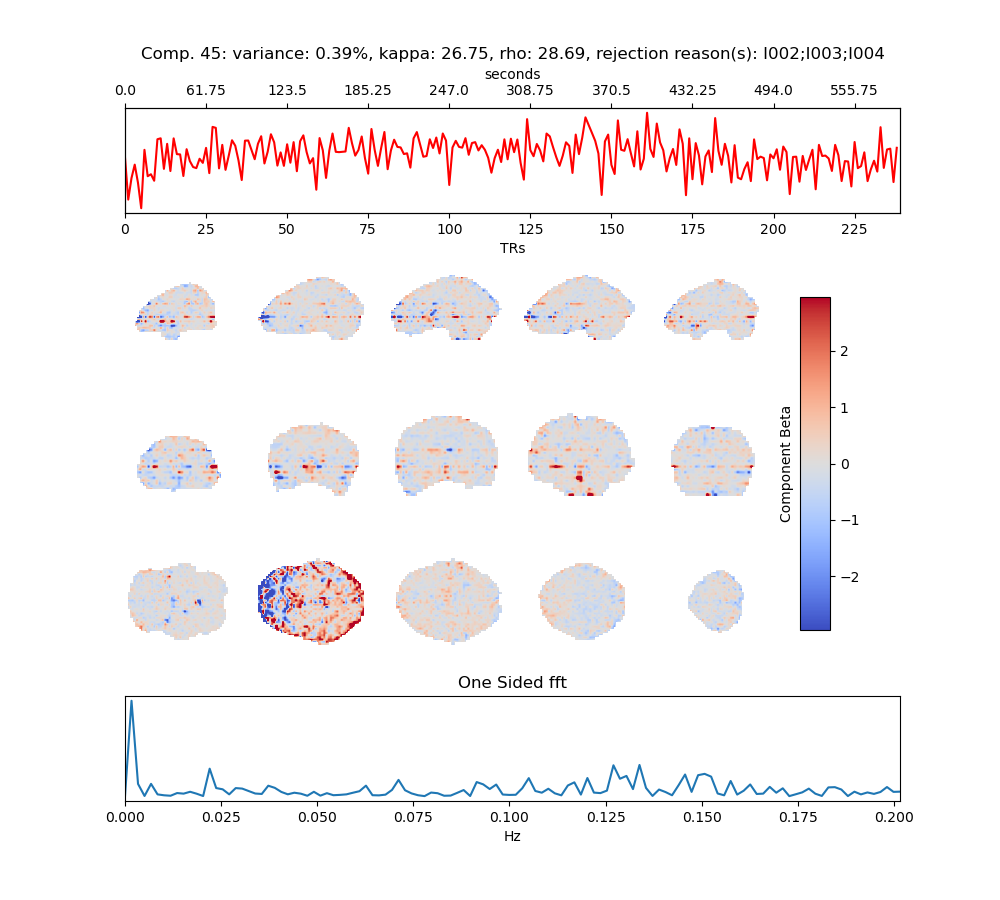 Comp. 45: variance: 0.39%, kappa: 26.75, rho: 28.69, rejection reason(s): I002;I003;I004
seconds
0.0 61.75 123.5 185.25 247.0 308.75 370.5 432.25 494.0 555.75
0 25 50 75 100 125 150 175 200 225
TRs
Component Beta
2
1
0
−1
−2
One Sided fft
0.000 0.025 0.050 0.075 0.100 0.125 0.150 0.175 0.200
Hz